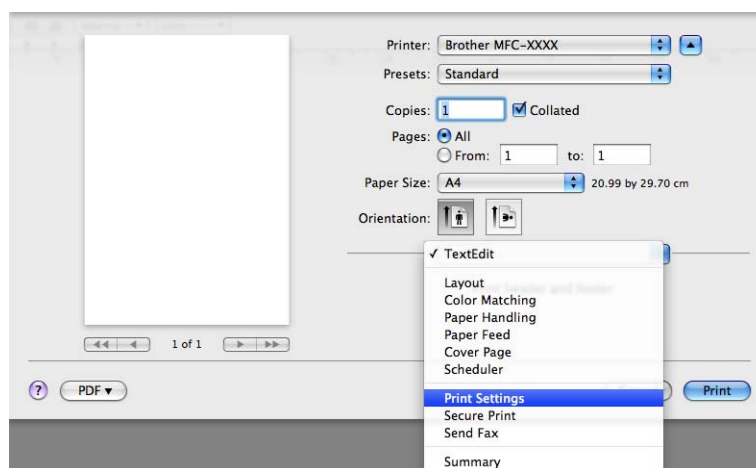 Printer: Brother MFC-XXXX
Presets: Standard
Copies: 1 Collated
Pages: All
From: 1 to: 1
Paper Size: A4 20.99 by 29.70 cm
Orientation:
✓ TextEdit
Layout
Color Matching
Paper Handling
Paper Feed
Cover Page
Scheduler
Print Settings
Secure Print
Send Fax
Summary
1 of 1
? PDF ▼
Print